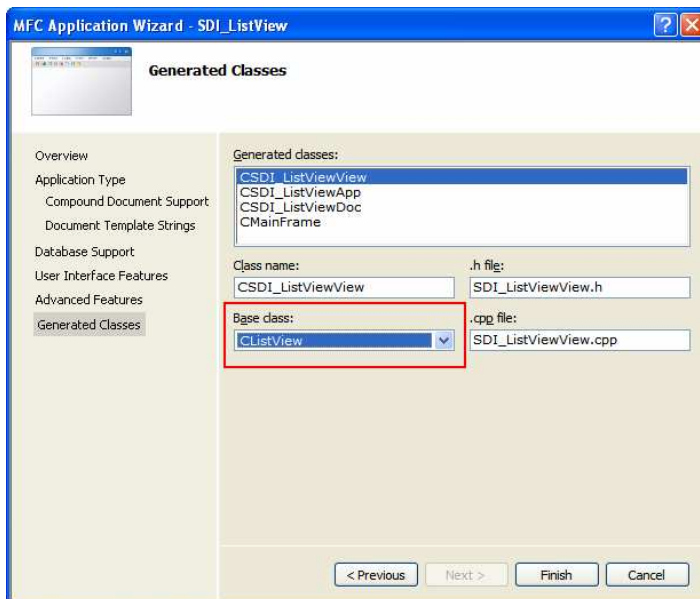 MFC Application Wizard - SDI_ListView
Generated Classes
Overview
Application Type
Compound Document Support
Document Template Strings
Database Support
User Interface Features
Advanced Features
Generated Classes
Generated classes:
CSDI_ListViewView
CSDI_ListViewApp
CSDI_ListViewDoc
CMainFrame
Class name:
CSDI_ListViewView
.h file:
SDI_ListViewView.h
Base class:
CListView
.cpp file:
SDI_ListViewView.cpp
< Previous
Next >
Finish
Cancel